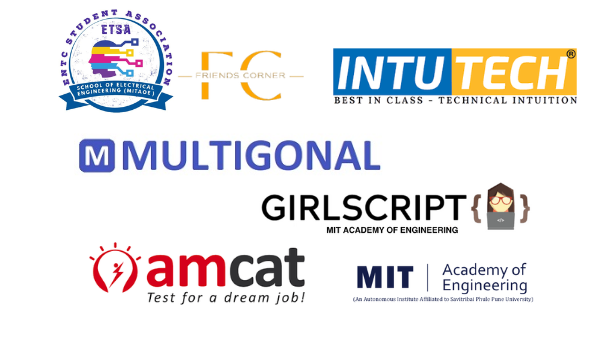 ENTC STUDENT ASSOCIATION
ETSA
SCHOOL OF ELECTRICAL
ENGINEERING (MITAOE)
FC
FRIENDS CORNER
INTUTECH®
BEST IN CLASS - TECHNICAL INTUITION
M MULTIGONAL
GIRLSCRIPT { </> }
MIT ACADEMY OF ENGINEERING
amcat
Test for a dream job!
MIT
Academy of
Engineering
(An Autonomous Institute Affiliated to Savitribai Phule Pune University)